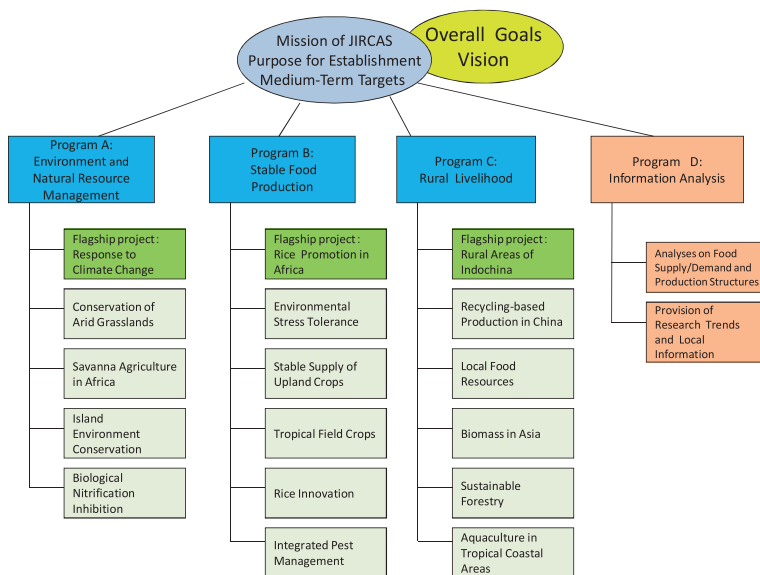 Mission of JIRCAS
Purpose for Establishment
Medium-Term Targets
Overall Goals
Vision
Program A:
Environment and
Natural Resource
Management
Flagship project:
Response to
Climate Change
Conservation of
Arid Grasslands
Savanna Agriculture
in Africa
Island
Environment
Conservation
Biological
Nitrification
Inhibition
Program B:
Stable Food
Production
Flagship project:
Rice Promotion in
Africa
Environmental
Stress Tolerance
Stable Supply of
Upland Crops
Tropical Field Crops
Rice Innovation
Integrated Pest
Management
Program C:
Rural Livelihood
Flagship project:
Rural Areas of
Indochina
Recycling-based
Production in China
Local Food
Resources
Biomass in Asia
Sustainable
Forestry
Aquaculture in
Tropical Coastal
Areas
Program D:
Information Analysis
Analyses on Food
Supply/Demand and
Production Structures
Provision of
Research Trends
and Local
Information